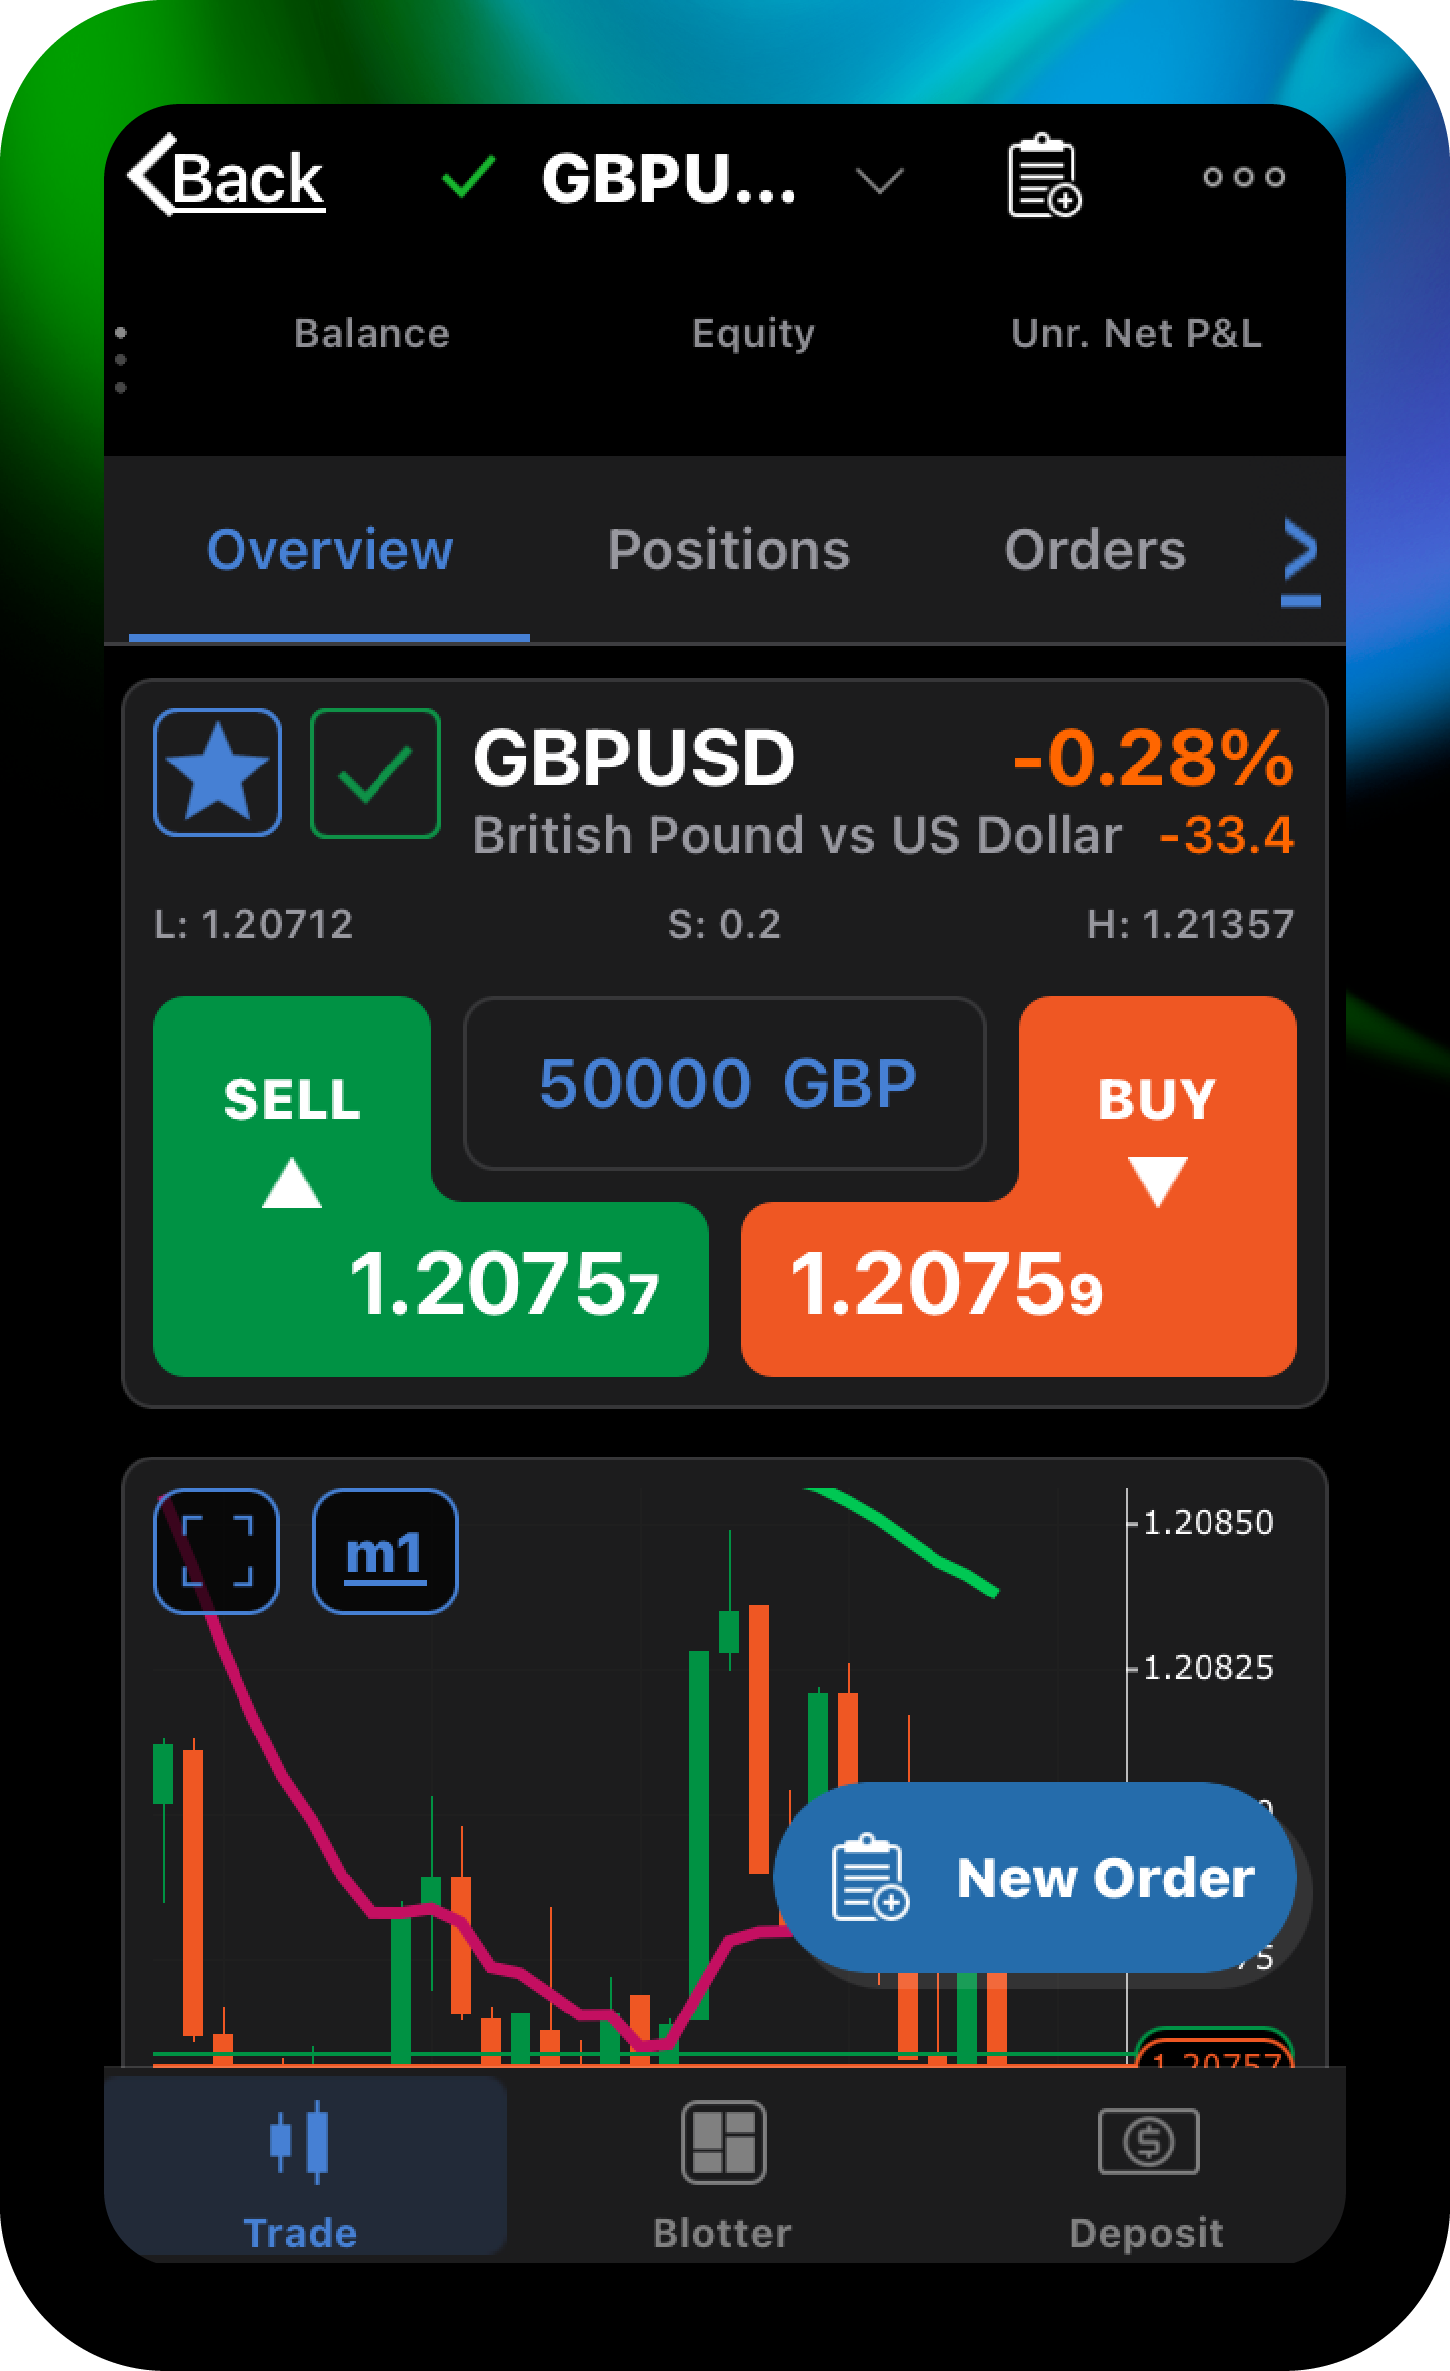 Back GBPU...
Balance Equity Unr. Net P&L
Overview Positions Orders >
GBPUSD -0.28%
British Pound vs US Dollar -33.4
L: 1.20712 S: 0.2 H: 1.21357
SELL 50000 GBP BUY
1.20757 1.20759
m1
1.20850
1.20825
New Order
1.20757
Trade Blotter Deposit